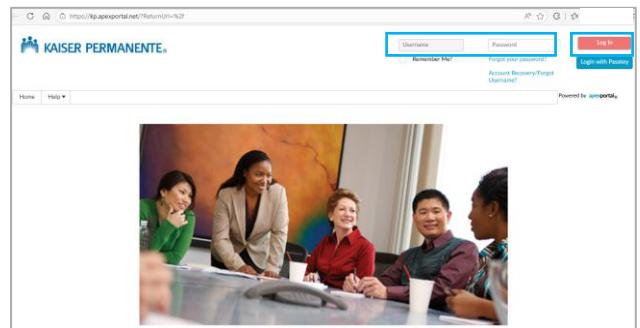 https://kp.apexportal.net/?ReturnUrl=%2f
KAISER PERMANENTE®
Username
Password
Log In
Remember Me?
Forgot your password?
Login with Passkey
Account Recovery/Forgot
Username?
Home
Help
Powered by apexportal®